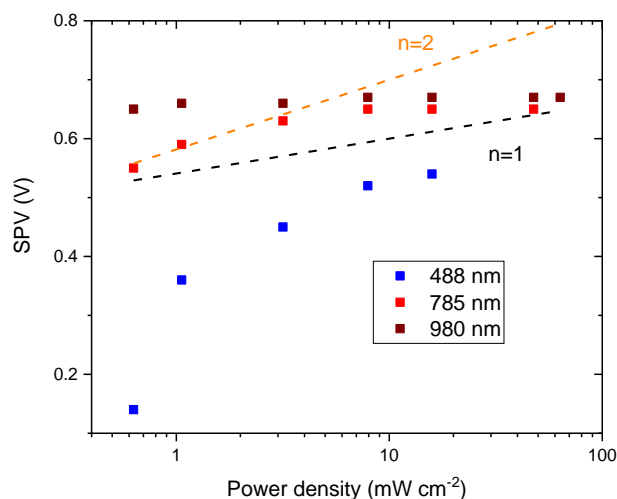 0.8
n=2
0.6
n=1
SPV (V)
488 nm
0.4
785 nm
980 nm
0.2
1
10
100
Power density (mW cm⁻²)